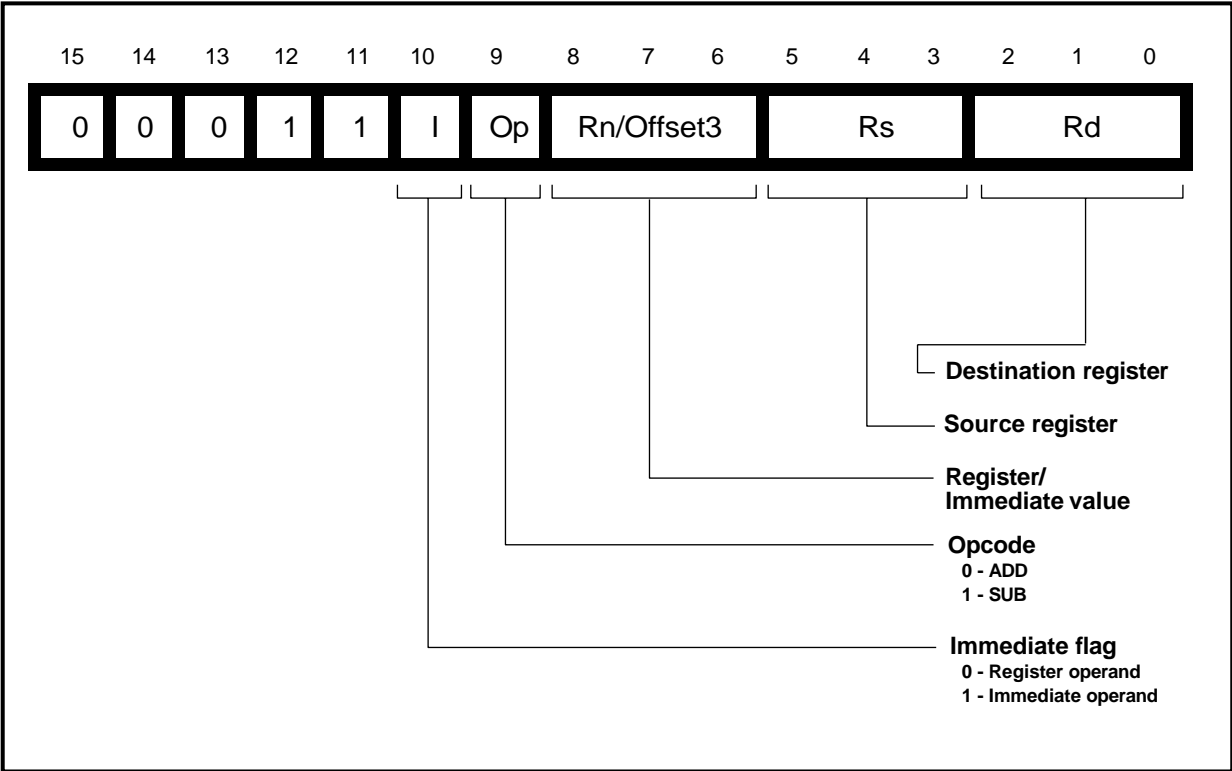 15 14 13 12 11 10 9 8 7 6 5 4 3 2 1 0
0 0 0 1 1 I Op Rn/Offset3 Rs Rd
Destination register
Source register
Register/
Immediate value
Opcode
0 - ADD
1 - SUB
Immediate flag
0 - Register operand
1 - Immediate operand